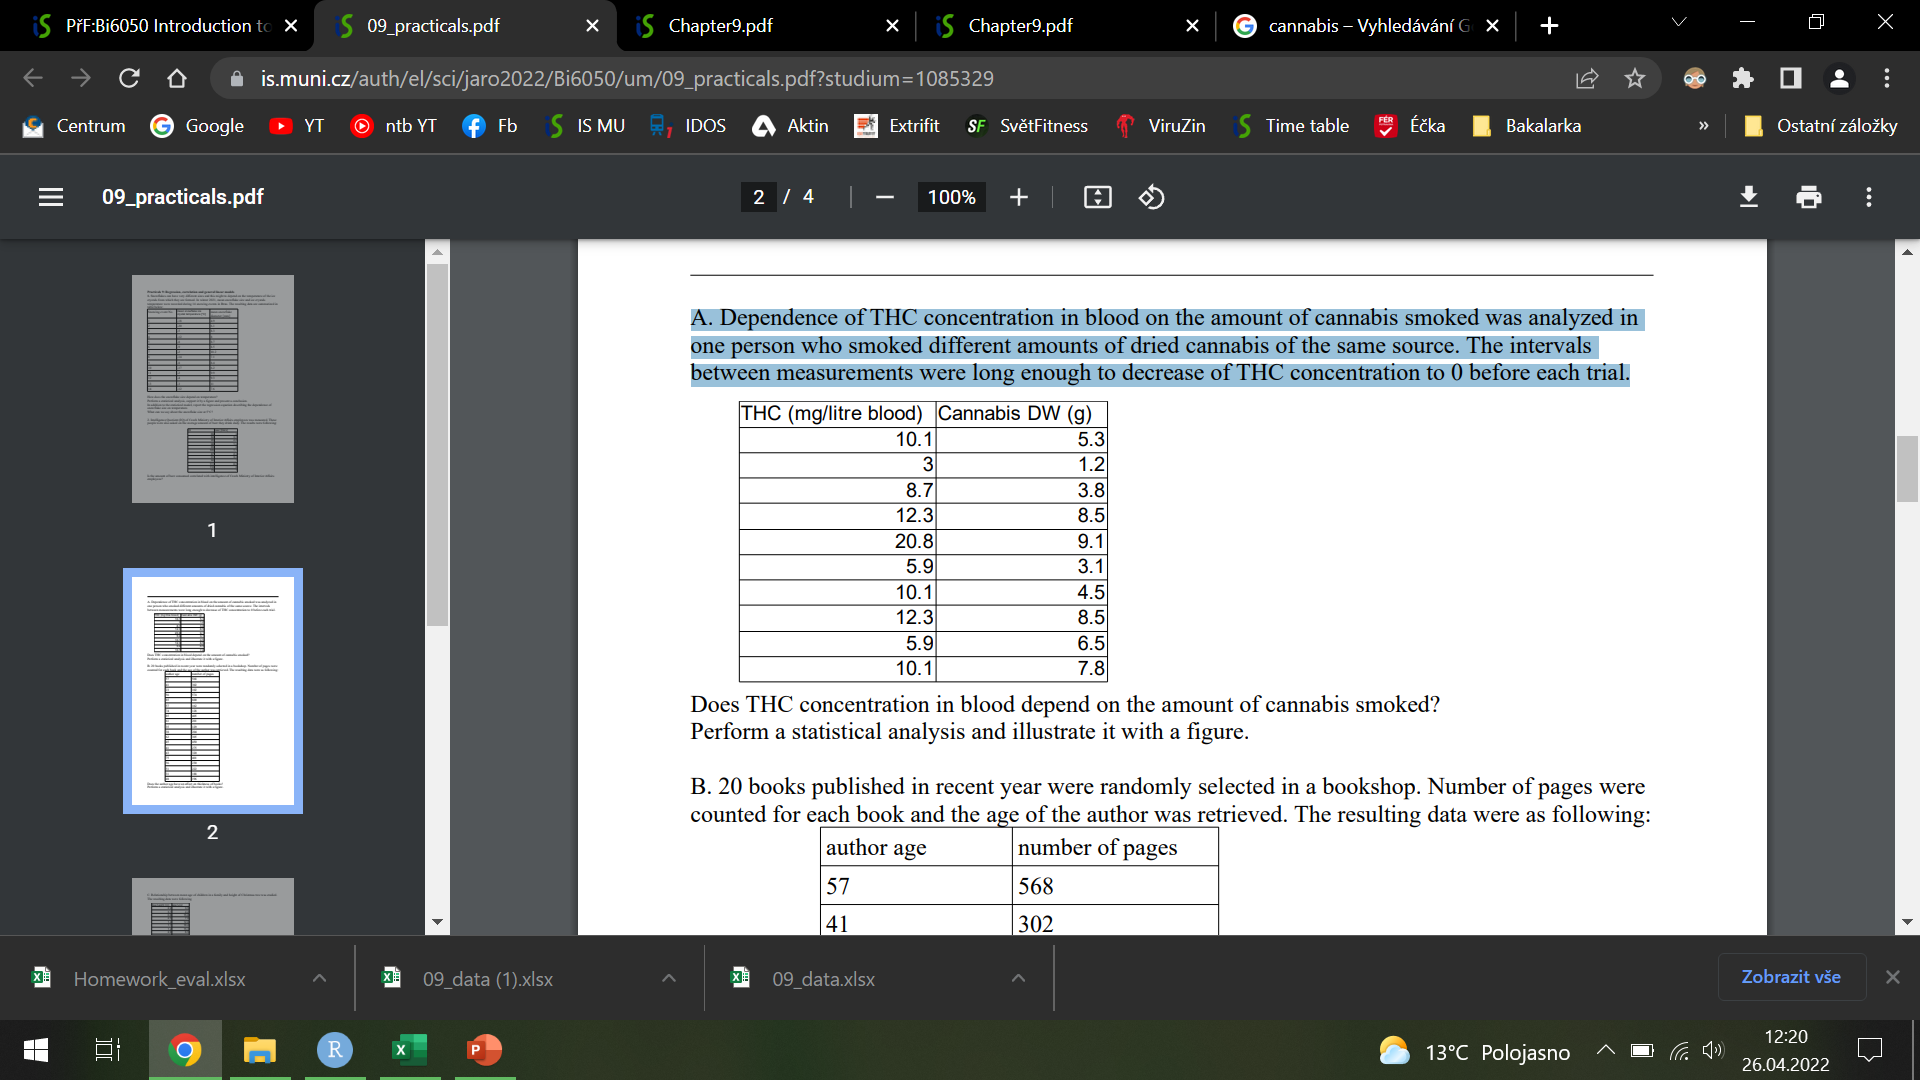 PřF:Bi6050 Introduction to
09_practicals.pdf
Chapter9.pdf
Chapter9.pdf
cannabis – Vyhledávání G
is.muni.cz/auth/el/sci/jaro2022/Bi6050/um/09_practicals.pdf?studium=1085329
Centrum
Google
YT
ntb YT
Fb
IS MU
IDOS
Aktin
Extrifit
SvětFitness
ViruZin
Time table
Éčka
Bakalarka
»
Ostatní záložky
09_practicals.pdf
2 / 4
100%
1
2
A. Dependence of THC concentration in blood on the amount of cannabis smoked was analyzed in
one person who smoked different amounts of dried cannabis of the same source. The intervals
between measurements were long enough to decrease of THC concentration to 0 before each trial.
THC (mg/litre blood) Cannabis DW (g)
10.1 5.3
3 1.2
8.7 3.8
12.3 8.5
20.8 9.1
5.9 3.1
10.1 4.5
12.3 8.5
5.9 6.5
10.1 7.8
Does THC concentration in blood depend on the amount of cannabis smoked?
Perform a statistical analysis and illustrate it with a figure.
B. 20 books published in recent year were randomly selected in a bookshop. Number of pages were
counted for each book and the age of the author was retrieved. The resulting data were as following:
author age number of pages
57 568
41 302
Homework_eval.xlsx
09_data (1).xlsx
09_data.xlsx
Zobrazit vše
13°C Polojasno
12:20
26.04.2022